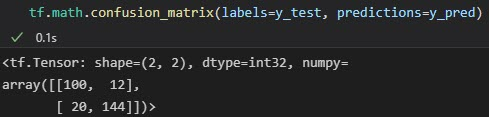 tf.math.confusion_matrix(labels=y_test, predictions=y_pred)
0.1s
<tf.Tensor: shape=(2, 2), dtype=int32, numpy=
array([[100,  12],
       [ 20, 144]])>